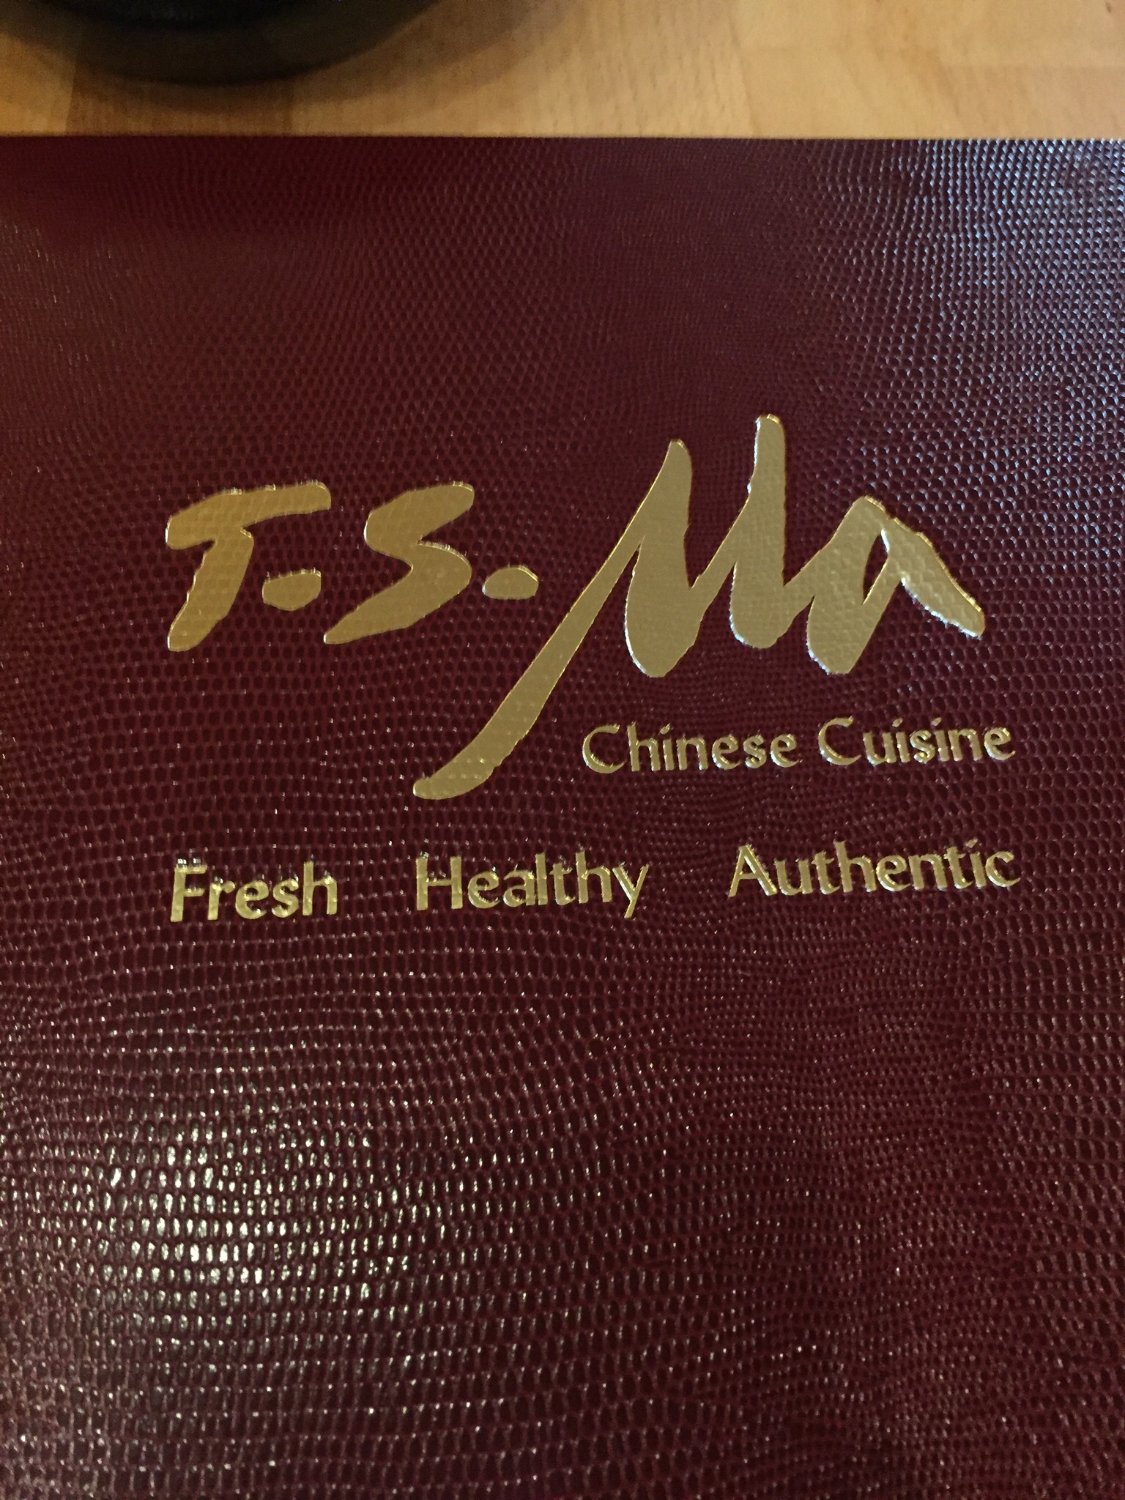 T.S. Ma
Chinese Cuisine
Fresh Healthy Authentic